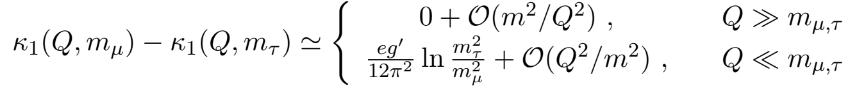 κ₁(Q, m_μ) − κ₁(Q, m_τ) ≃ { 0 + 𝒪(m²/Q²) , Q ≫ m_{μ,τ}
eg′/12π² ln m_τ²/m_μ² + 𝒪(Q²/m²) , Q ≪ m_{μ,τ}